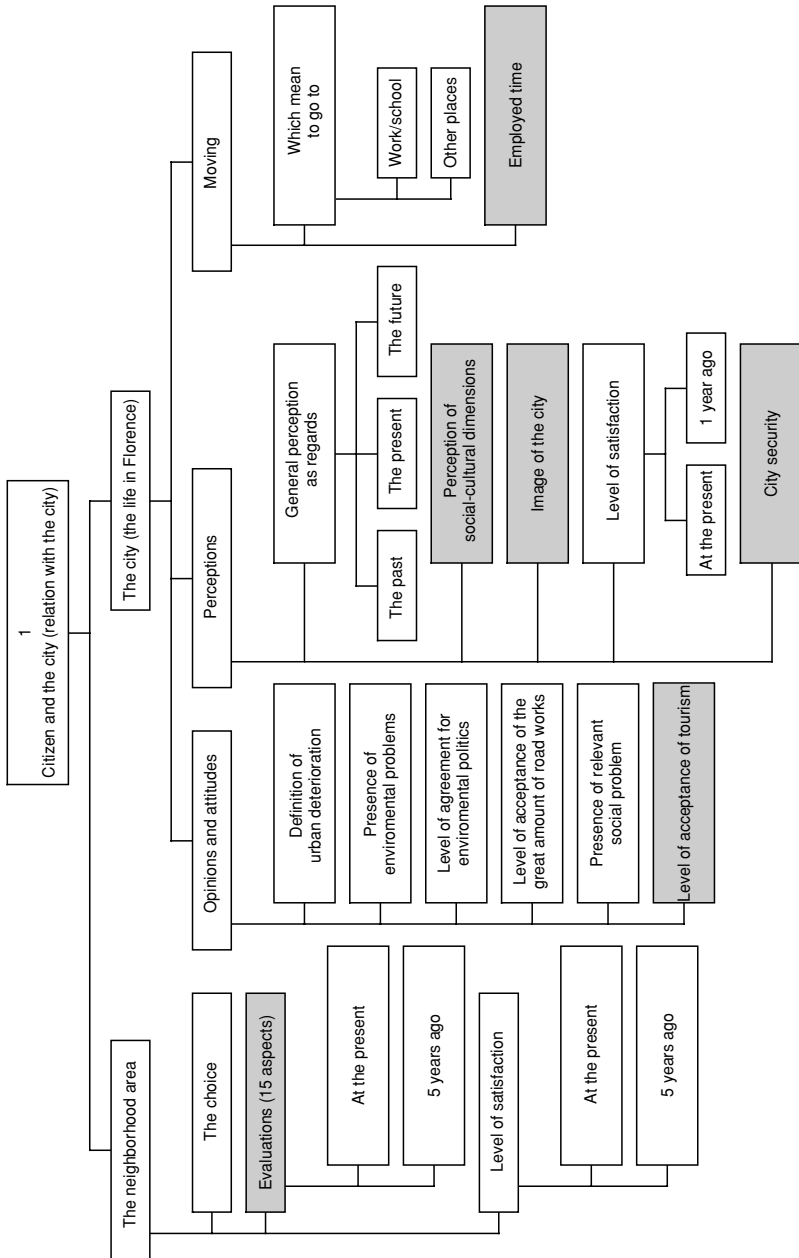 1
Citizen and the city (relation with the city)
The neighborhood area
The choice
Evaluations (15 aspects)
At the present
5 years ago
Level of satisfaction
At the present
5 years ago
The city (the life in Florence)
Opinions and attitudes
Definition of
urban deterioration
Presence of
enviromental problems
Level of agreement for
enviromental politics
Level of acceptance of the
great amount of road works
Presence of relevant
social problem
Level of acceptance of tourism
Perceptions
General perception
as regards
The past
The present
The future
Perception of
social-cultural dimensions
Image of the city
Level of satisfaction
At the present
1 year ago
City security
Moving
Which mean
to go to
Work/school
Other places
Employed time